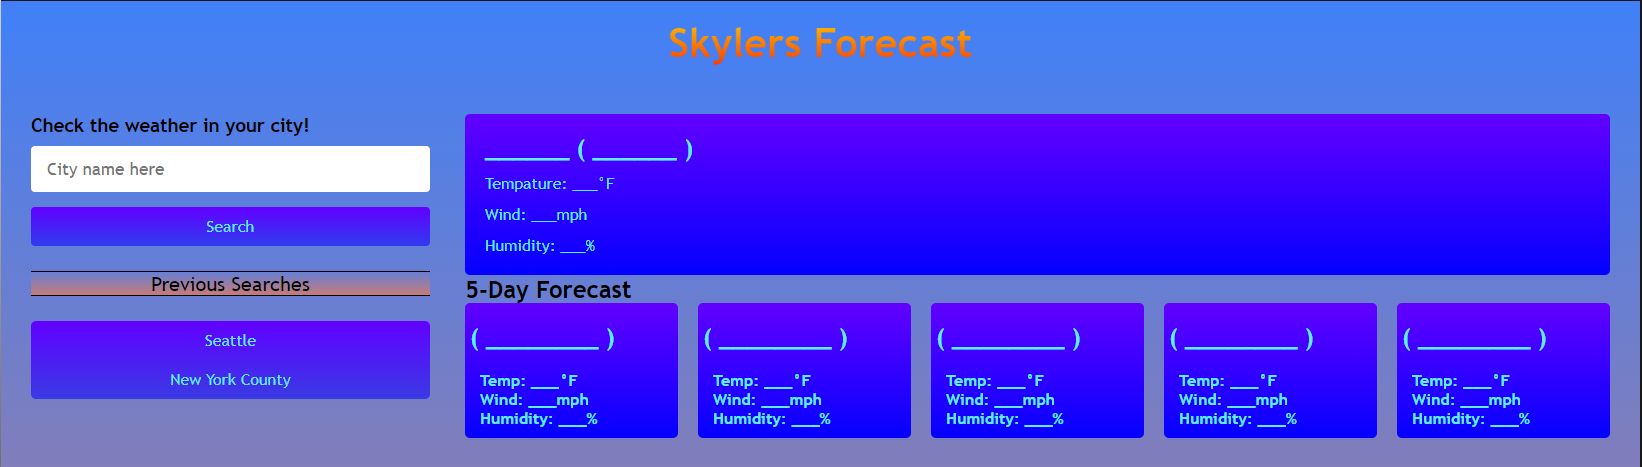 Skylers Forecast
Check the weather in your city!
City name here
Search
Previous Searches
Seattle
New York County
______ ( ______ )
Tempature: ___°F
Wind: ___mph
Humidity: ___%
5-Day Forecast
( ________ )
Temp: ___°F
Wind: ___mph
Humidity: ___%
( ________ )
Temp: ___°F
Wind: ___mph
Humidity: ___%
( ________ )
Temp: ___°F
Wind: ___mph
Humidity: ___%
( ________ )
Temp: ___°F
Wind: ___mph
Humidity: ___%
( ________ )
Temp: ___°F
Wind: ___mph
Humidity: ___%